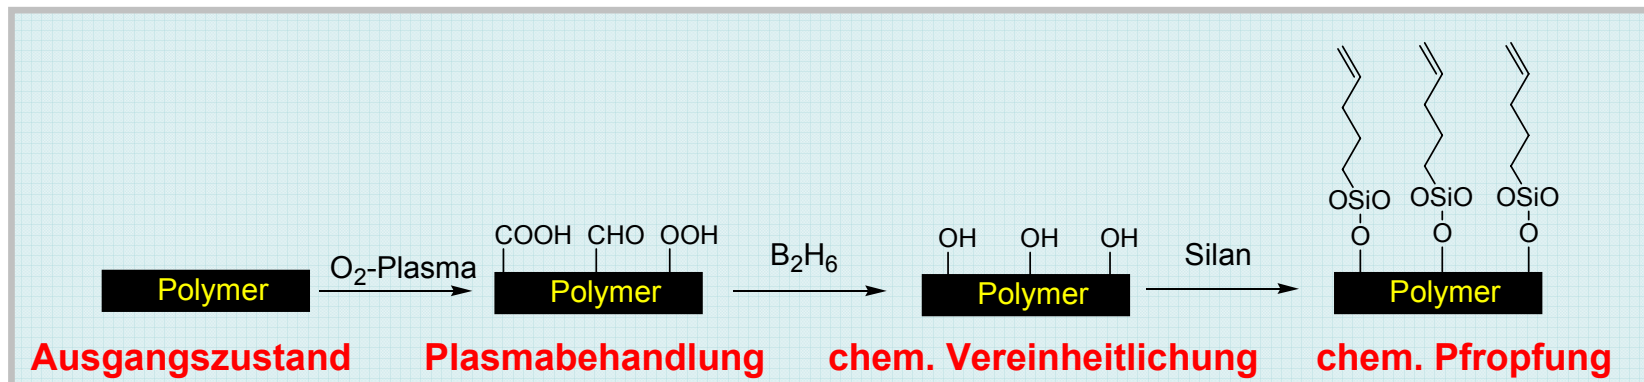 OSiO OSiO OSiO
O O O
COOH CHO OOH
OH OH OH
O₂-Plasma
B₂H₆
Silan
Polymer Polymer Polymer Polymer
Ausgangszustand Plasmabehandlung chem. Vereinheitlichung chem. Pfropfung